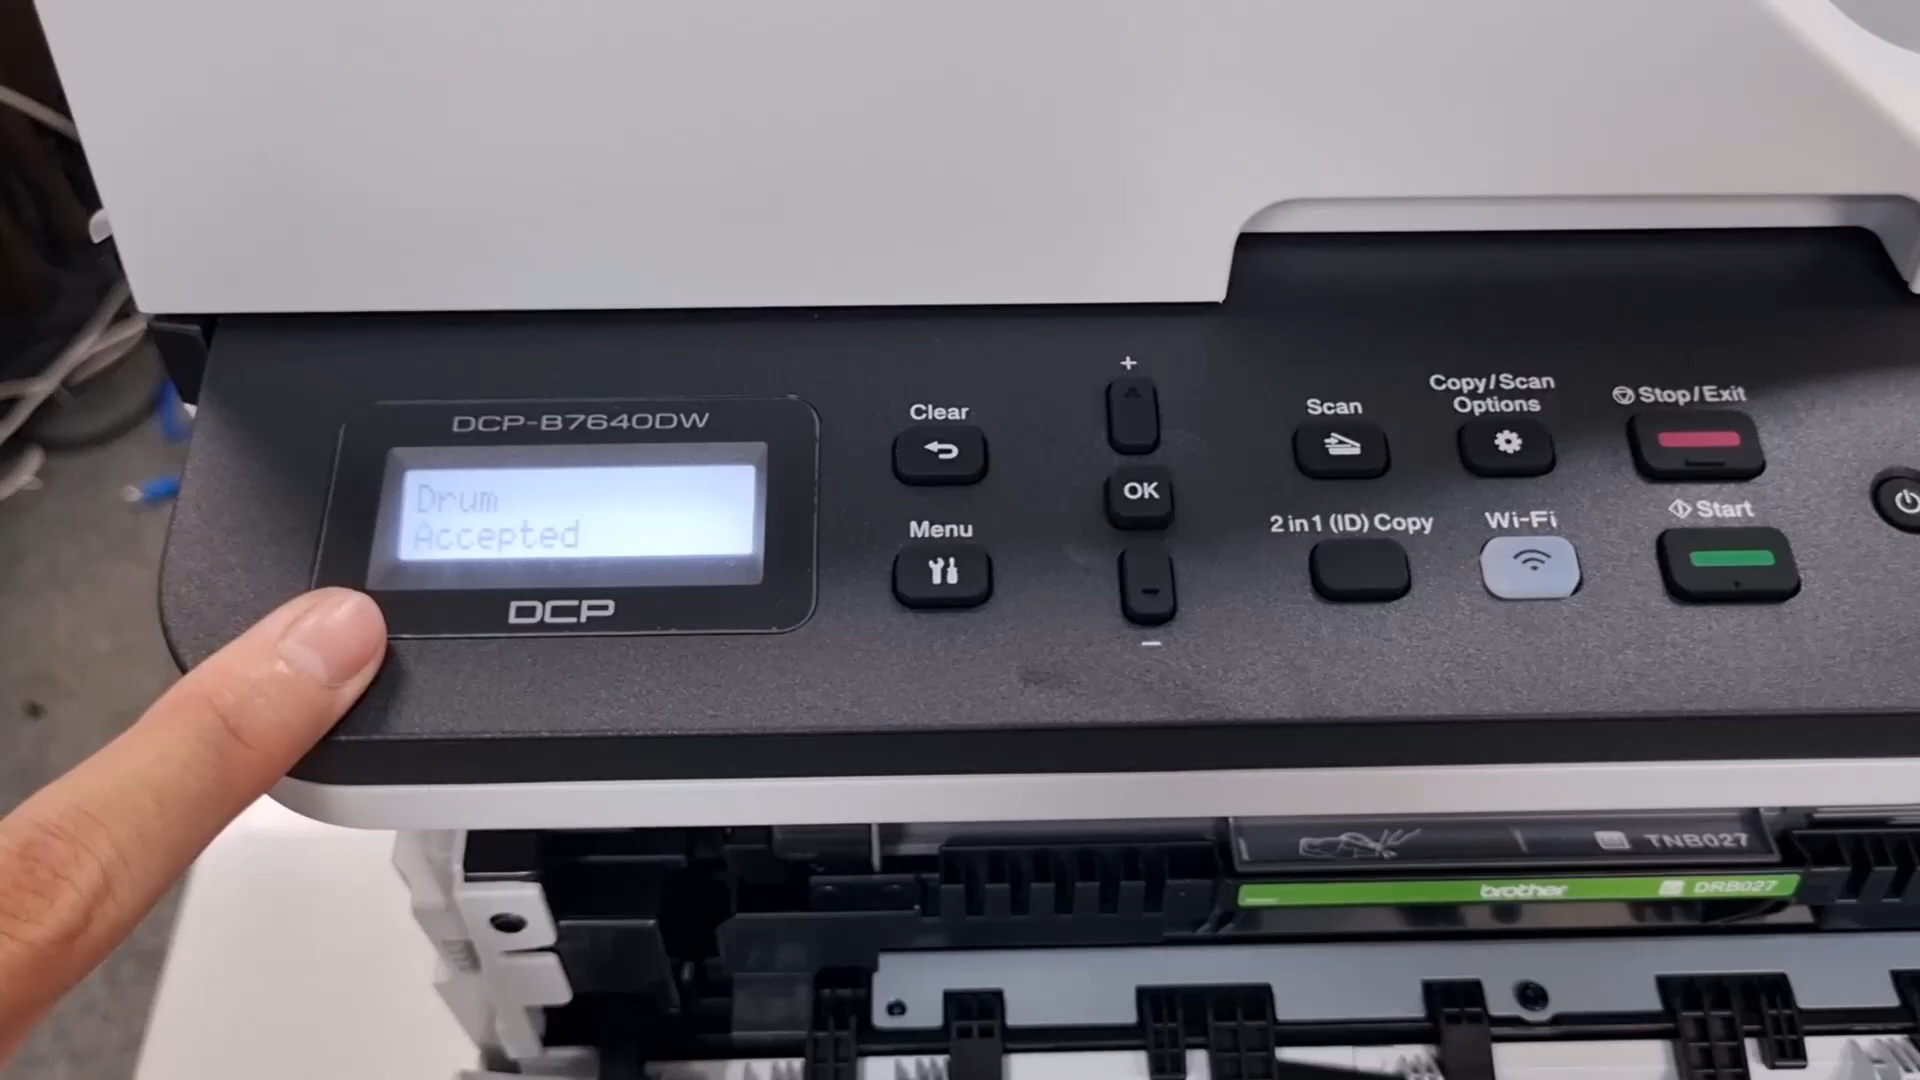 DCP-B7640DW
Drum
Accepted
DCP
Clear
Menu
+
OK
-
Scan
Copy/Scan
Options
Stop/Exit
2 in 1 (ID) Copy
Wi-Fi
Start
TNB027
brother
DRB027